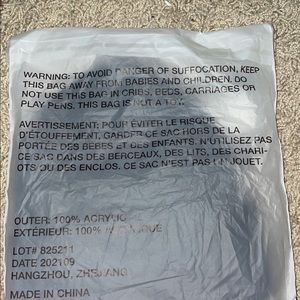 WARNING: TO AVOID DANGER OF SUFFOCATION, KEEP
THIS BAG AWAY FROM BABIES AND CHILDREN. DO
NOT USE THIS BAG IN CRIBS, BEDS, CARRIAGES OR
PLAY PENS. THIS BAG IS NOT A TOY.
AVERTISSEMENT: POUR ÉVITER LE RISQUE
D'ÉTOUFFEMENT, GARDER CE SAC HORS DE LA
PORTÉE DES BEBES ET DES ENFANTS. N'UTILISEZ PAS
CE SAC DANS DES BERCEAUX, DES LITS, DES CHARI-
OTS OU DES ENCLOS. CE SAC N'EST PAS UN JOUET.
OUTER: 100% ACRYLIC
EXTÉRIEUR: 100%
LOT# 825211
DATE 202109
HANGZHOU, ZHEJIANG
MADE IN CHINA